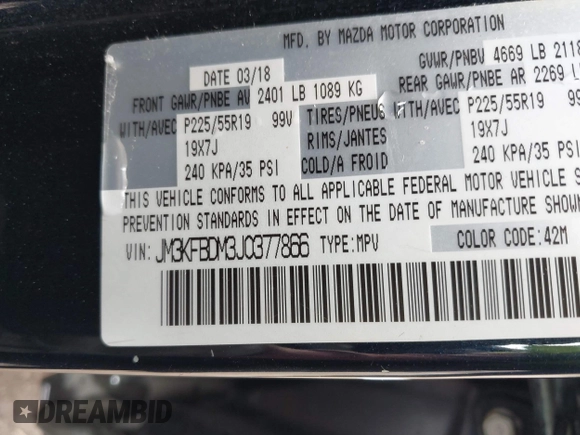 MFD. BY MAZDA MOTOR CORPORATION
DATE 03/18 GVWR/PNBV 4669 LB 2118
FRONT GAWR/PNBE AV 2401 LB 1089 KG REAR GAWR/PNBE AR 2269 L
WITH/AVEC P225/55R19 99V TIRES/PNEUS P225/55R19 99
19X7J RIMS/JANTES 19X7J
240 KPA/35 PSI COLD/A FROID 240 KPA/35 PSI
THIS VEHICLE CONFORMS TO ALL APPLICABLE FEDERAL MOTOR VEHICLE S
PREVENTION STANDARDS IN EFFECT ON THE DATE OF MANUFACTURE SHOWN
VIN: JM3KFBDM3J0377866 TYPE:MPV COLOR CODE:42M
DREAMBID